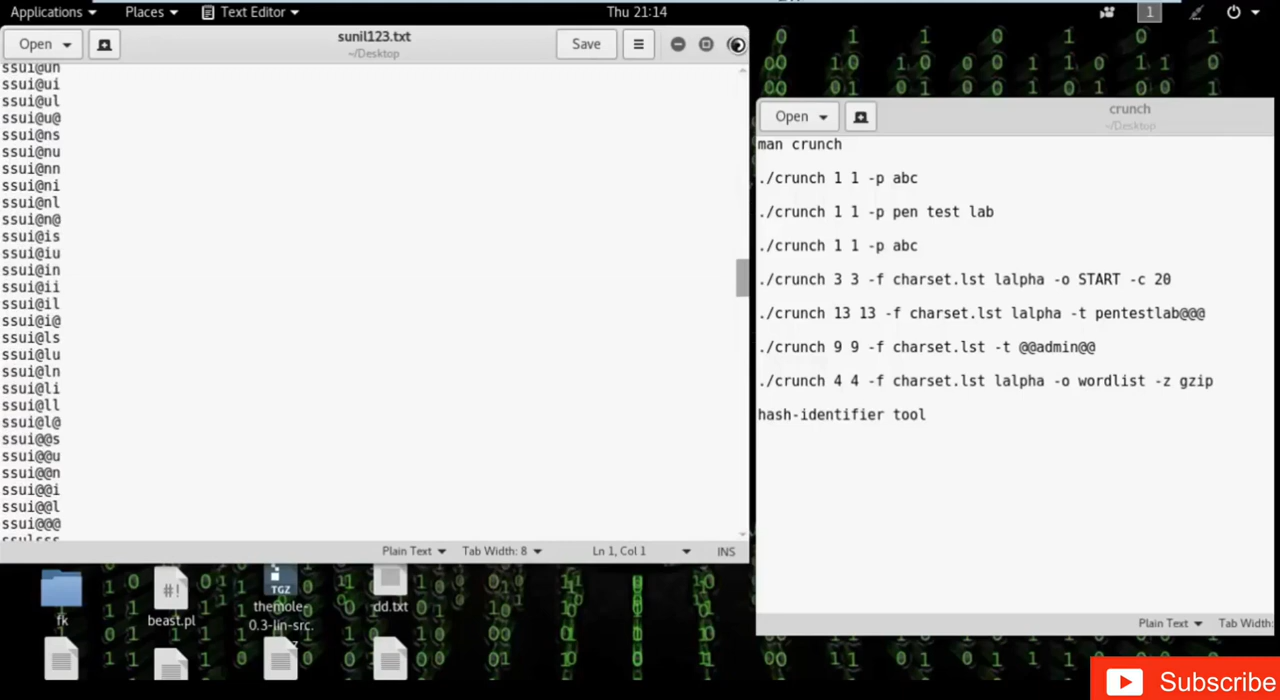 Applications
Places
Text Editor
Thu 21:14
1
Open
sunil123.txt
~/Desktop
Save
ssui@un
ssui@ui
ssui@ul
ssui@u@
ssui@ns
ssui@nu
ssui@nn
ssui@ni
ssui@nl
ssui@n@
ssui@is
ssui@iu
ssui@in
ssui@ii
ssui@il
ssui@i@
ssui@ls
ssui@lu
ssui@ln
ssui@li
ssui@ll
ssui@l@
ssui@@s
ssui@@u
ssui@@n
ssui@@i
ssui@@l
ssui@@@
ssulsss
Plain Text
Tab Width: 8
Ln 1, Col 1
INS
Open
crunch
~/Desktop
man crunch
./crunch 1 1 -p abc
./crunch 1 1 -p pen test lab
./crunch 1 1 -p abc
./crunch 3 3 -f charset.lst lalpha -o START -c 20
./crunch 13 13 -f charset.lst lalpha -t pentestlab@@@
./crunch 9 9 -f charset.lst -t @@admin@@
./crunch 4 4 -f charset.lst lalpha -o wordlist -z gzip
hash-identifier tool
Plain Text
Tab Width:
fk
#!
beast.pl
TGZ
themole-
0.3-lin-src.
z
dd.txt
Subscribe